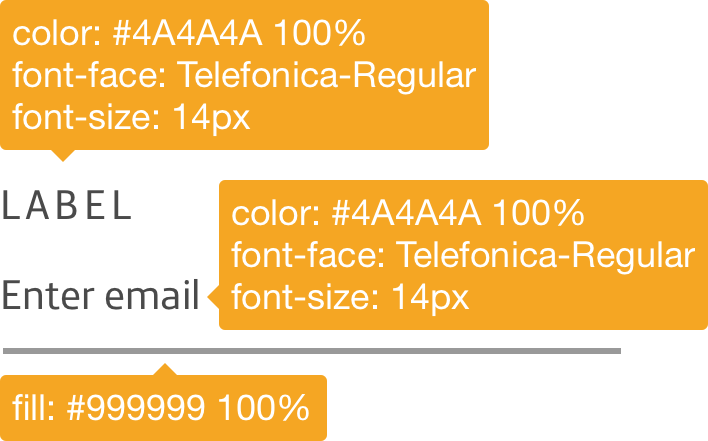 color: #4A4A4A 100%
font-face: Telefonica-Regular
font-size: 14px
LABEL
color: #4A4A4A 100%
font-face: Telefonica-Regular
font-size: 14px
Enter email
fill: #999999 100%